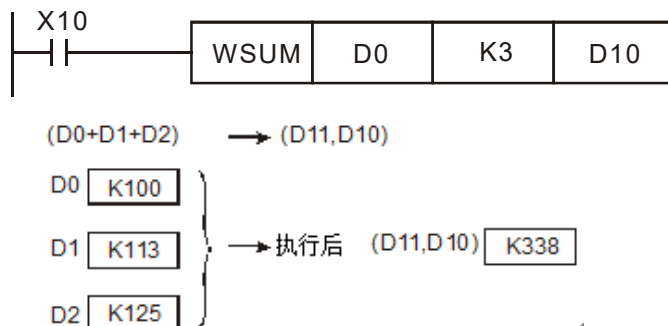 X10
WSUM D0 K3 D10
(D0+D1+D2) → (D11,D10)
D0 K100
D1 K113 → 执行后 (D11,D10) K338
D2 K125